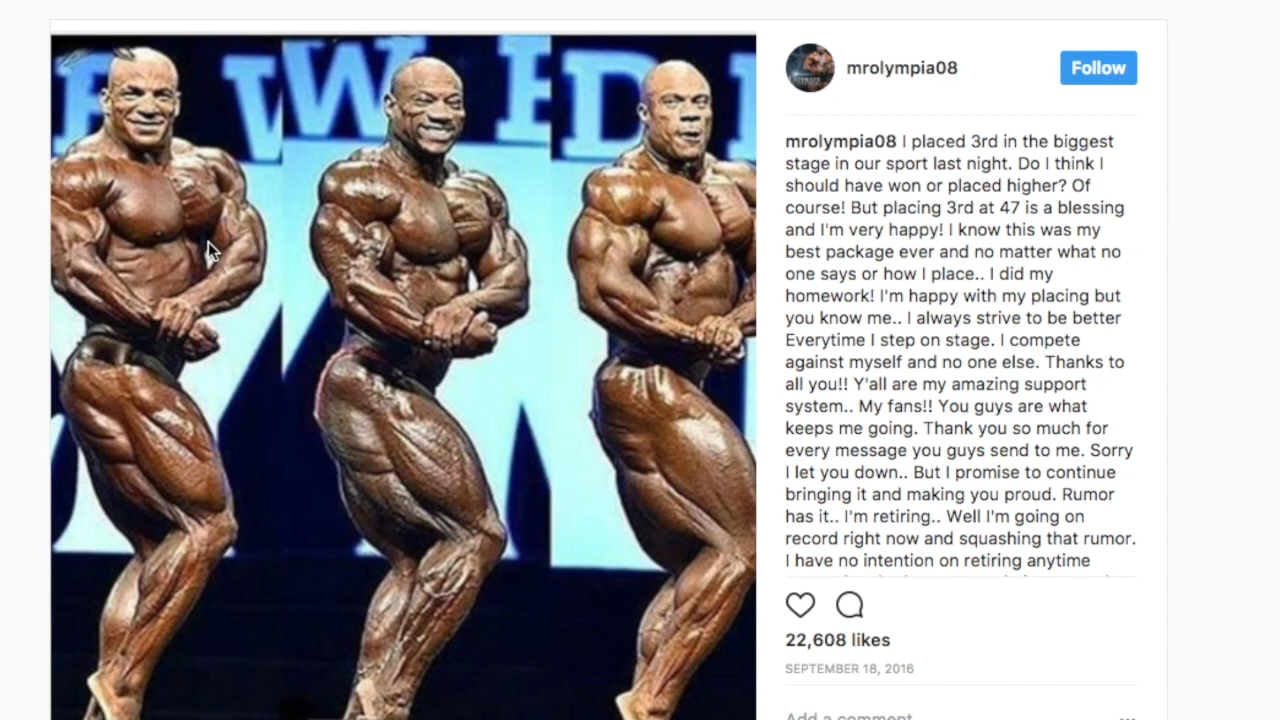 mrolympia08
Follow
mrolympia08 I placed 3rd in the biggest
stage in our sport last night. Do I think I
should have won or placed higher? Of
course! But placing 3rd at 47 is a blessing
and I'm very happy! I know this was my
best package ever and no matter what no
one says or how I place.. I did my
homework! I'm happy with my placing but
you know me.. I always strive to be better
Everytime I step on stage. I compete
against myself and no one else. Thanks to
all you!! Y'all are my amazing support
system.. My fans!! You guys are what
keeps me going. Thank you so much for
every message you guys send to me. Sorry
I let you down.. But I promise to continue
bringing it and making you proud. Rumor
has it.. I'm retiring.. Well I'm going on
record right now and squashing that rumor.
I have no intention on retiring anytime
22,608 likes
SEPTEMBER 18, 2016
Add a comment